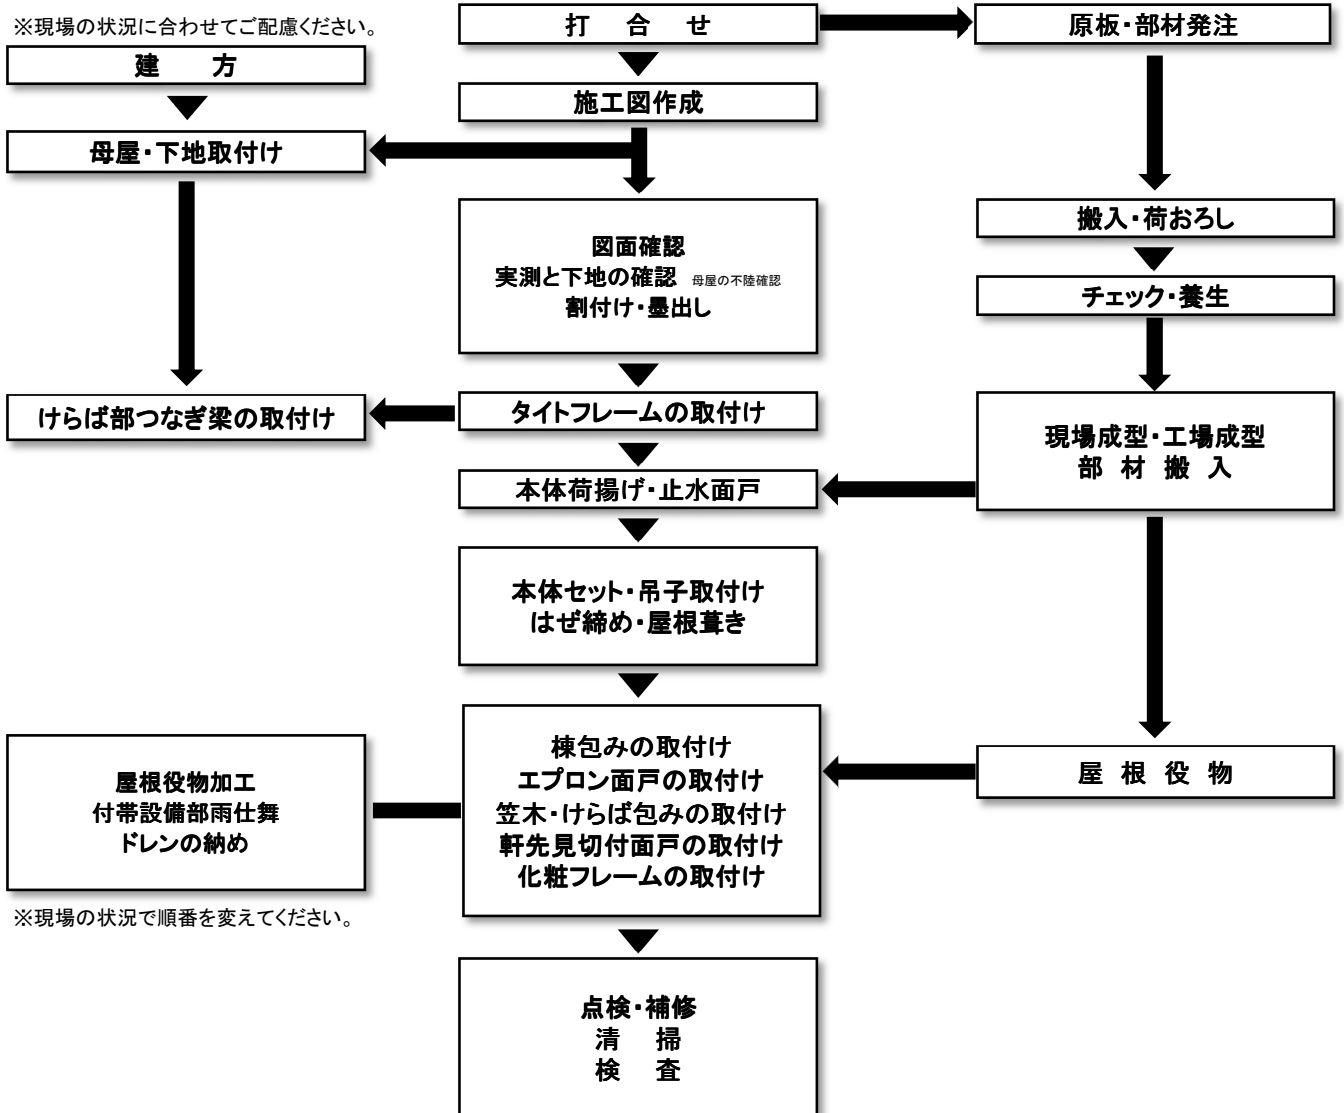 ※現場の状況に合わせてご配慮ください。
建　方
母屋・下地取付け
けらば部つなぎ梁の取付け
打　合　せ
施工図作成
図面確認
実測と下地の確認　母屋の不陸確認
割付け・墨出し
タイトフレームの取付け
本体荷揚げ・止水面戸
本体セット・吊子取付け
はぜ締め・屋根葺き
棟包みの取付け
エプロン面戸の取付け
笠木・けらば包みの取付け
軒先見切付面戸の取付け
化粧フレームの取付け
点検・補修
清　掃
検　査
原板・部材発注
搬入・荷おろし
チェック・養生
現場成型・工場成型
部　材　搬　入
屋　根　役　物
屋根役物加工
付帯設備部雨仕舞
ドレンの納め
※現場の状況で順番を変えてください。